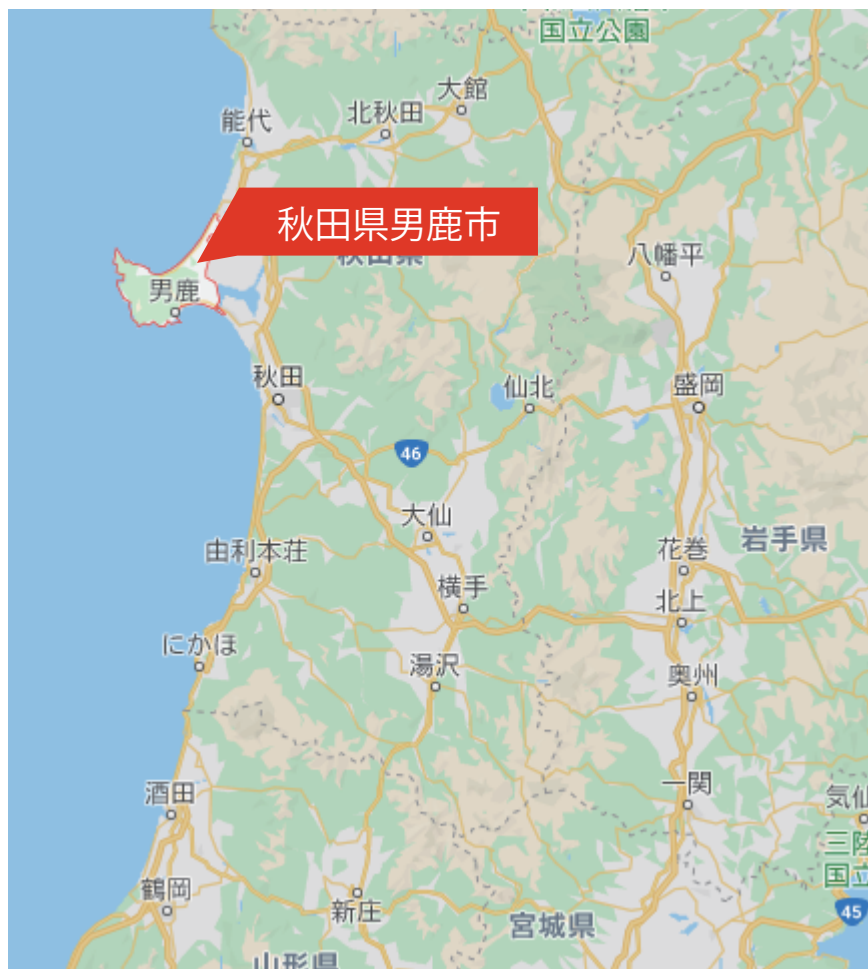 国立公園
大館
北秋田
能代
秋田県男鹿市
八幡平
男鹿
秋田
仙北
盛岡
46
大仙
由利本荘
花巻
岩手県
横手
北上
にかほ
湯沢
奥州
一関
酒田
気仙
三陸
国立
鶴岡
新庄
45
宮城県
山形県